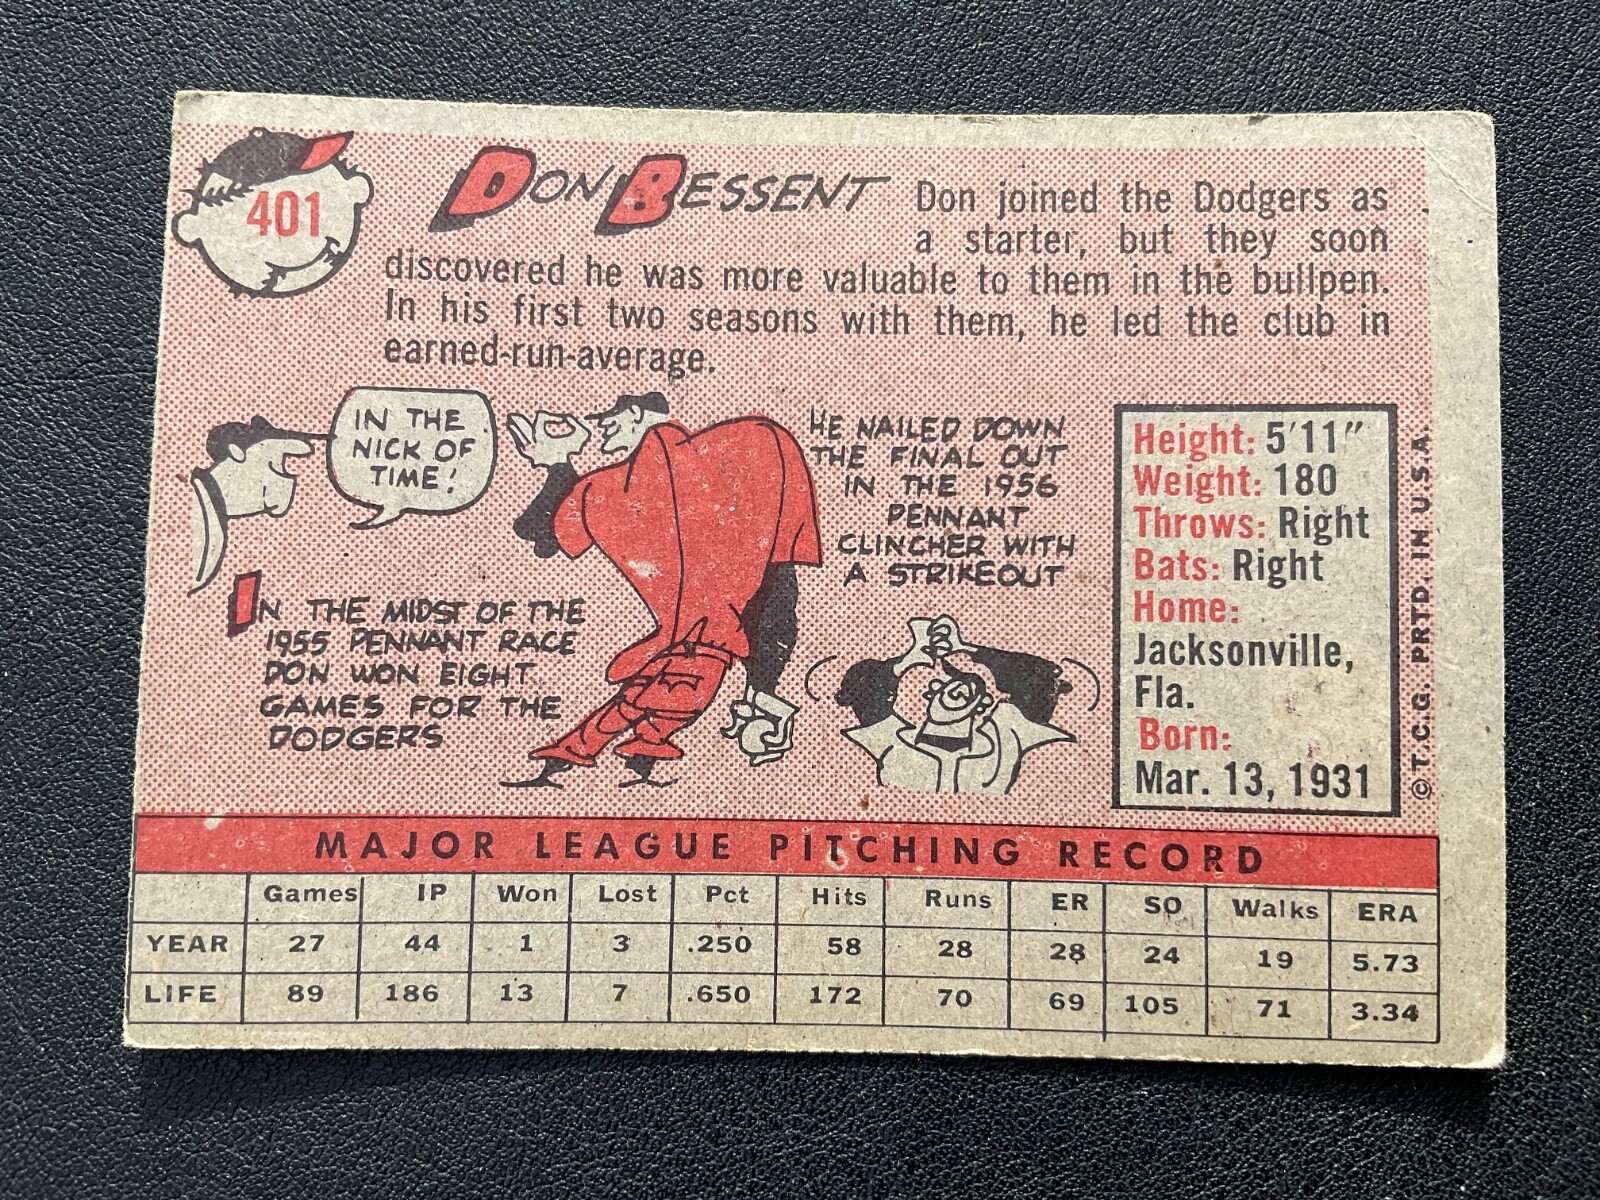 401
DON BESSENT
Don joined the Dodgers as
a starter, but they soon
discovered he was more valuable to them in the bullpen.
In his first two seasons with them, he led the club in
earned-run-average.
IN THE
NICK OF
TIME!
IN THE MIDST OF THE
1955 PENNANT RACE
DON WON EIGHT
GAMES FOR THE
DODGERS
HE NAILED DOWN
THE FINAL OUT
IN THE 1956
PENNANT
CLINCHER WITH
A STRIKEOUT
Height: 5'11"
Weight: 180
Throws: Right
Bats: Right
Home:
Jacksonville,
Fla.
Born:
Mar. 13, 1931
© T.C.G. PRTD. IN U.S.A.
MAJOR LEAGUE PITCHING RECORD
Games IP Won Lost Pct Hits Runs ER SO Walks ERA
YEAR 27 44 1 3 .250 58 28 28 24 19 5.73
LIFE 89 186 13 7 .650 172 70 69 105 71 3.34